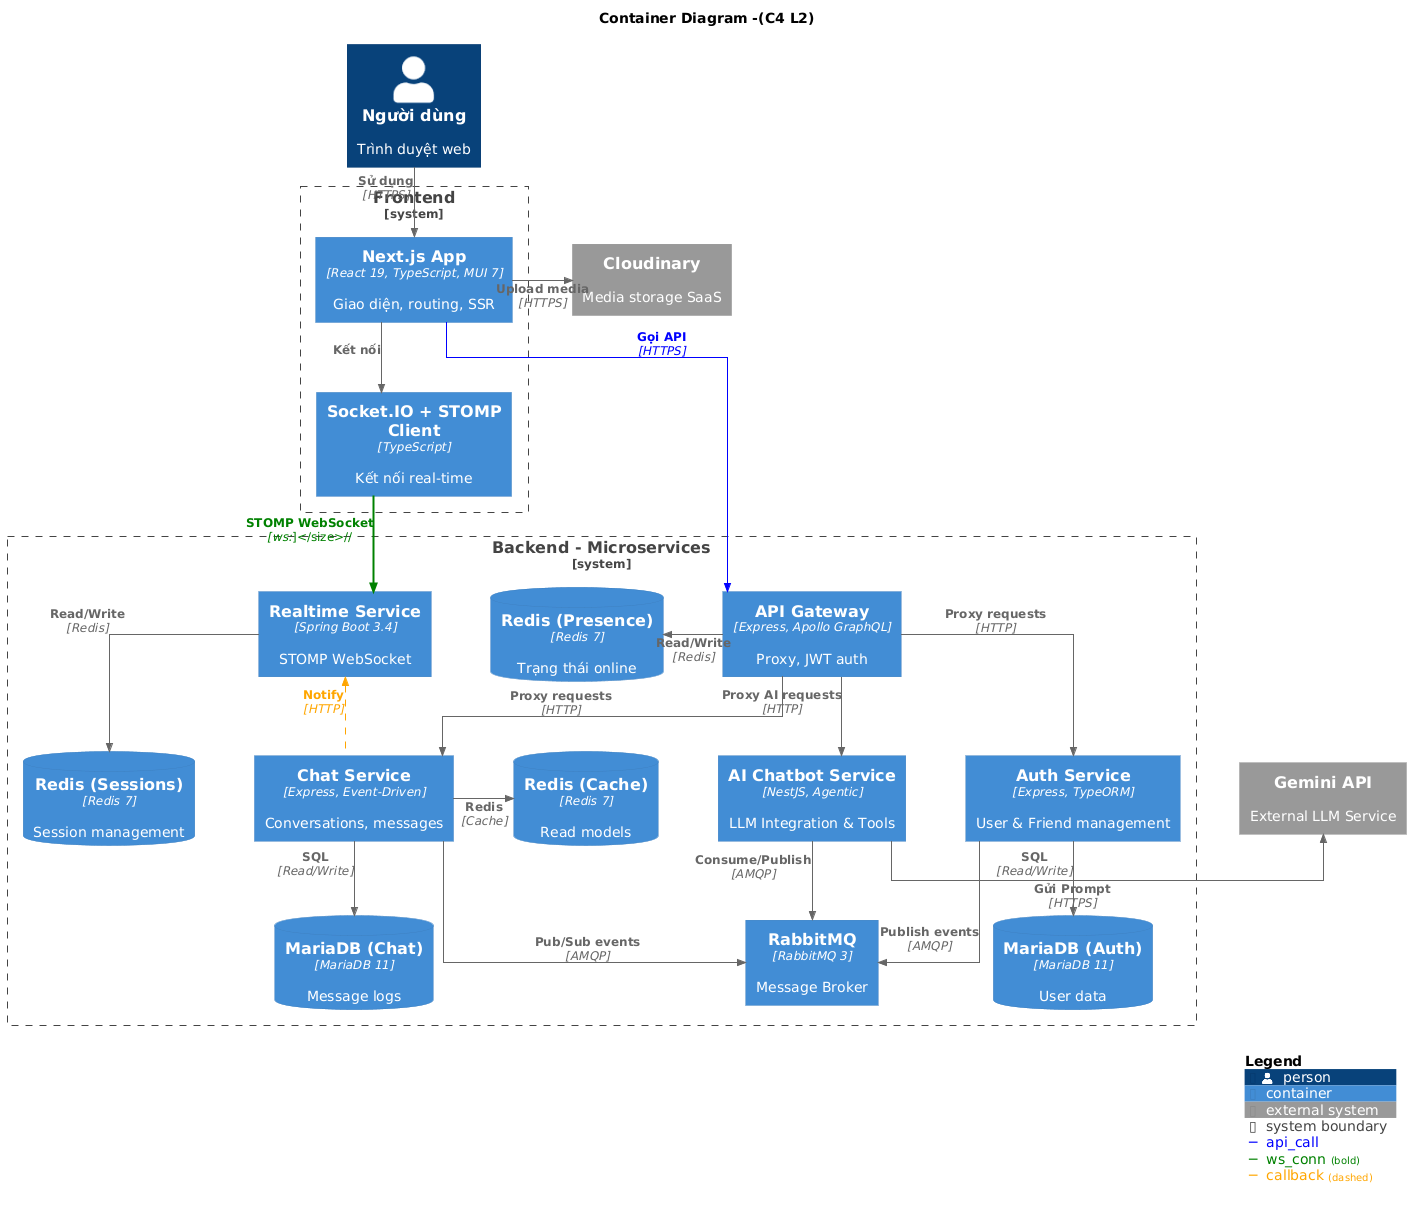 Container Diagram -(C4 L2)
Người dùng
Trình duyệt web
Sử dụng
[HTTPS]
Frontend
[system]
Next.js App
[React 19, TypeScript, MUI 7]
Giao diện, routing, SSR
Cloudinary
Media storage SaaS
Upload media
[HTTPS]
Kết nối
Gọi API
[HTTPS]
Socket.IO + STOMP
Client
[TypeScript]
Kết nối real-time
STOMP WebSocket
[ws:]</size>//
Backend - Microservices
[system]
Realtime Service
[Spring Boot 3.4]
STOMP WebSocket
Redis (Presence)
[Redis 7]
Trạng thái online
API Gateway
[Express, Apollo GraphQL]
Proxy, JWT auth
Read/Write
[Redis]
Read/Write
[Redis]
Proxy requests
[HTTP]
Notify
[HTTP]
Proxy requests
[HTTP]
Proxy AI requests
[HTTP]
Redis (Sessions)
[Redis 7]
Session management
Chat Service
[Express, Event-Driven]
Conversations, messages
Redis
[Cache]
Redis (Cache)
[Redis 7]
Read models
AI Chatbot Service
[NestJS, Agentic]
LLM Integration & Tools
Auth Service
[Express, TypeORM]
User & Friend management
Gemini API
External LLM Service
SQL
[Read/Write]
Consume/Publish
[AMQP]
SQL
[Read/Write]
Gửi Prompt
[HTTPS]
MariaDB (Chat)
[MariaDB 11]
Message logs
Pub/Sub events
[AMQP]
RabbitMQ
[RabbitMQ 3]
Message Broker
Publish events
[AMQP]
MariaDB (Auth)
[MariaDB 11]
User data
Legend
person
container
external system
system boundary
api_call
ws_conn (bold)
callback (dashed)